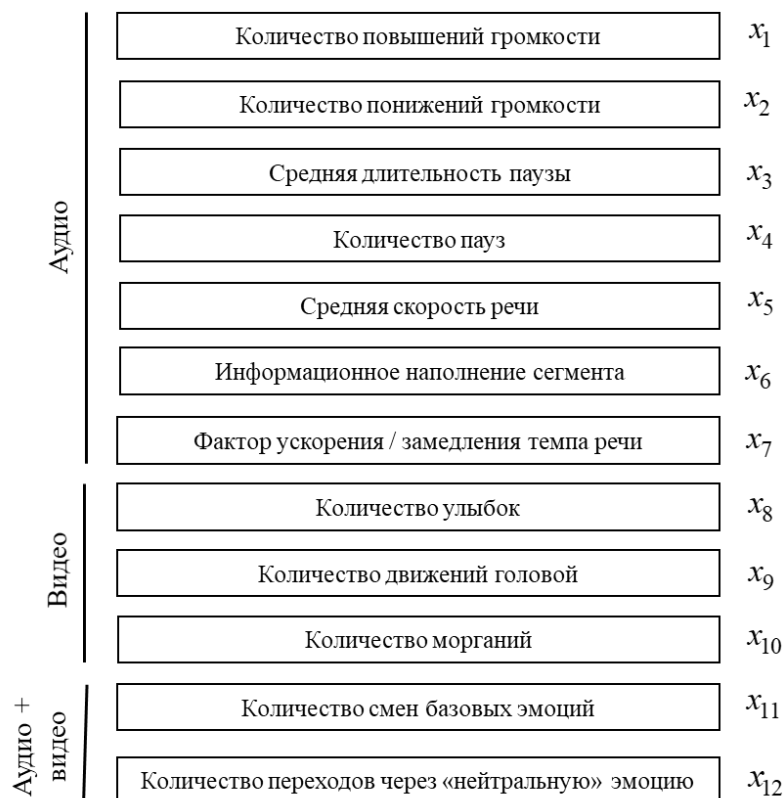 Аудио
Количество повышений громкости x1
Количество понижений громкости x2
Средняя длительность паузы x3
Количество пауз x4
Средняя скорость речи x5
Информационное наполнение сегмента x6
Фактор ускорения / замедления темпа речи x7
Видео
Количество улыбок x8
Количество движений головой x9
Количество морганий x10
Аудио +
видео
Количество смен базовых эмоций x11
Количество переходов через «нейтральную» эмоцию x12